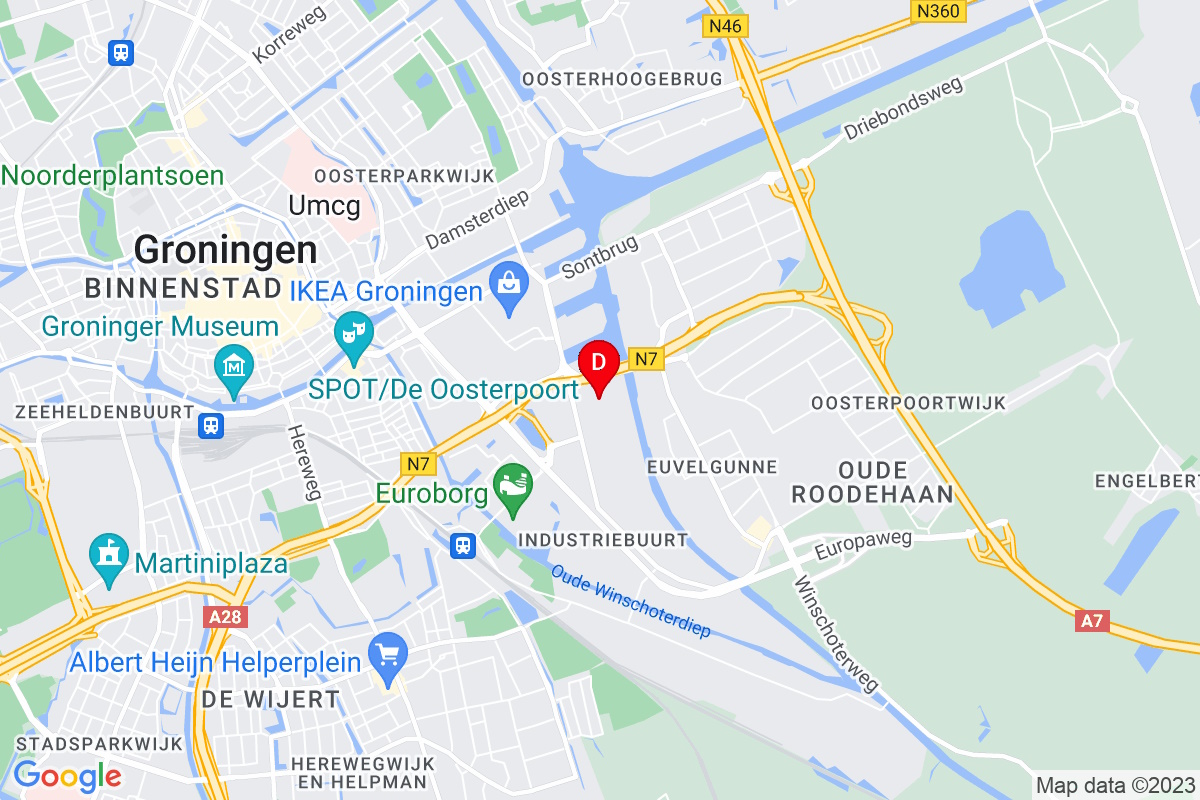 N360
N46
Korreweg
OOSTERHOOGEBRUG
Driebondsweg
Noorderplantsoen
OOSTERPARKWIJK
Umcg
Damsterdiep
Groningen
Sontbrug
BINNENSTAD
IKEA Groningen
Groninger Museum
D
N7
SPOT/De Oosterpoort
ZEEHELDENBUURT
OOSTERPOORTWIJK
Hereweg
N7
EUVELGUNNE
OUDE
ROODEHAAN
ENGELBERT
Euroborg
INDUSTRIEBUURT
Europaweg
Martiniplaza
Oude Winschoterdiep
Winschoterweg
A28
A7
Albert Heijn Helperplein
DE WIJERT
STADSPARKWIJK
HEREWEGWIJK
EN HELPMAN
Google
Map data ©2023